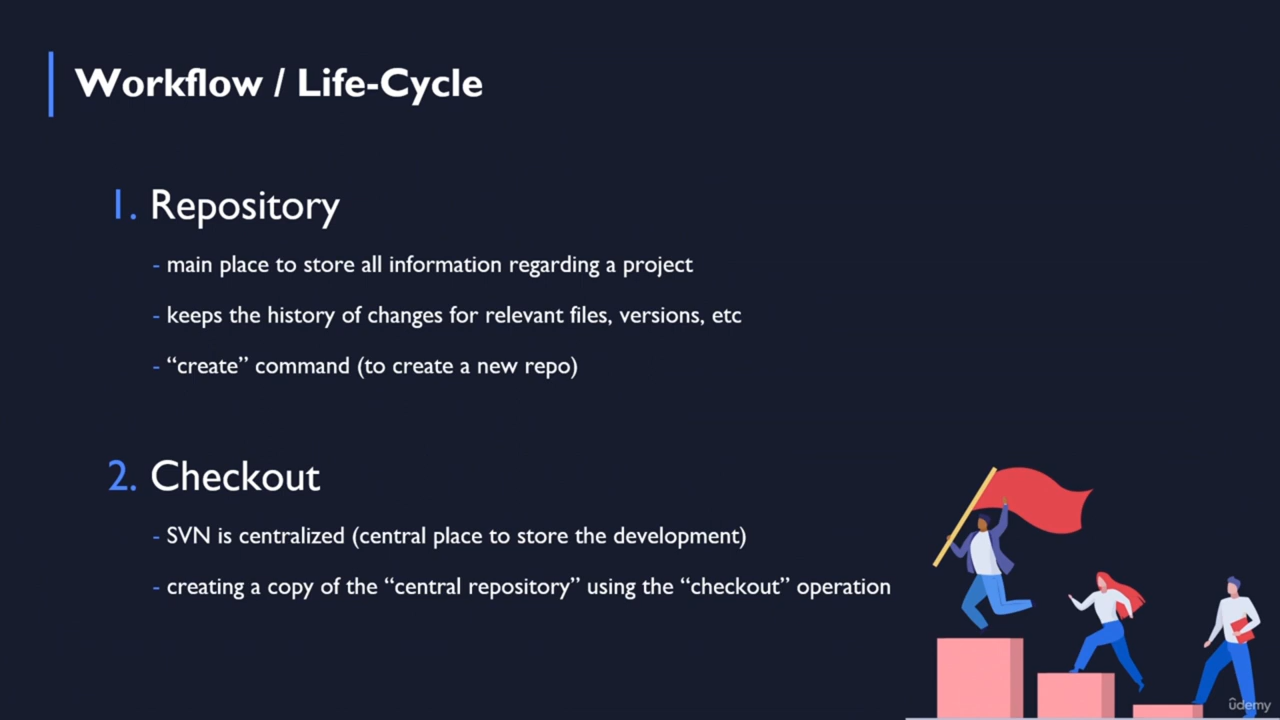 Workflow / Life-Cycle
1. Repository
- main place to store all information regarding a project
- keeps the history of changes for relevant files, versions, etc
- “create” command (to create a new repo)
2. Checkout
- SVN is centralized (central place to store the development)
- creating a copy of the “central repository” using the “checkout” operation
ûdemy